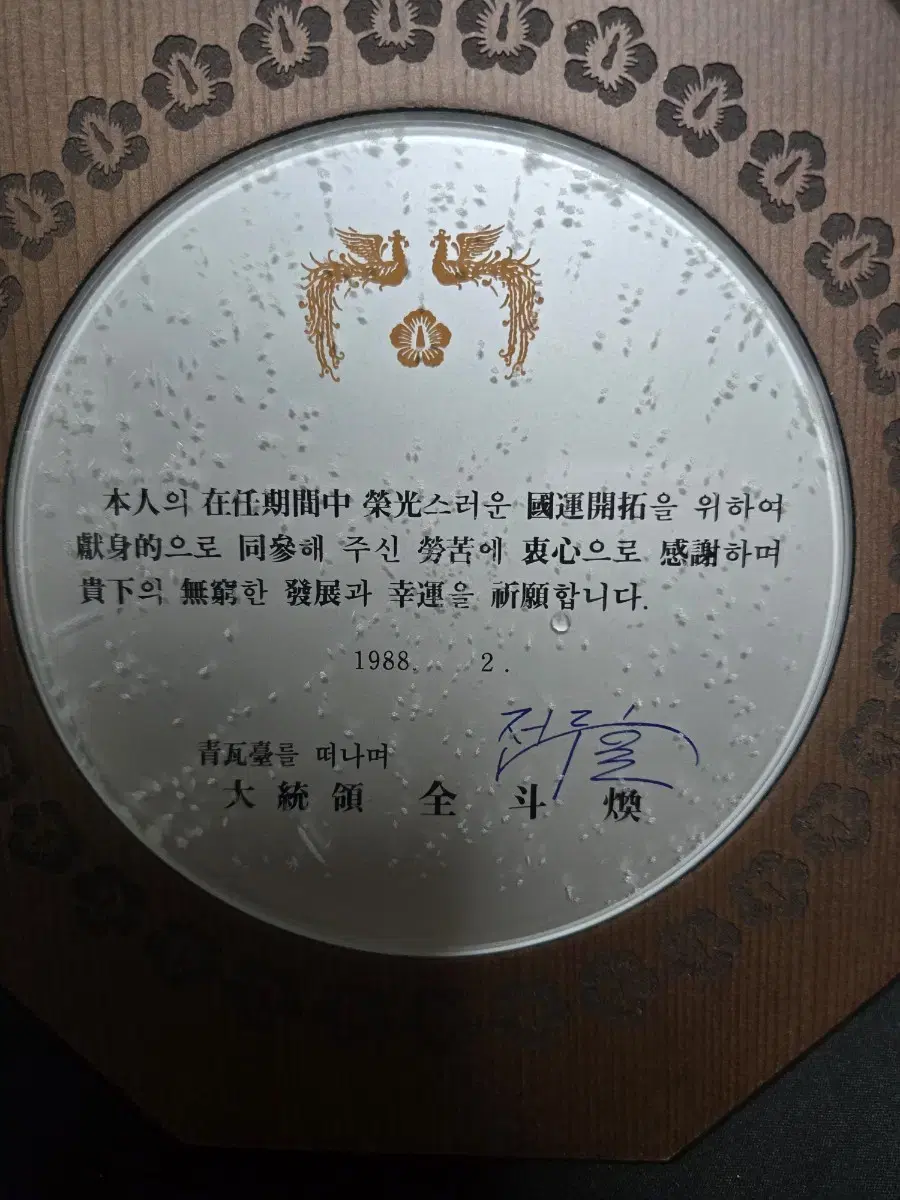 本人의 在任期間中 榮光스러운 國運開拓을 위하여
獻身的으로 同參해 주신 勞苦에 衷心으로 感謝하며
貴下의 無窮한 發展과 幸運을 祈願합니다.
1988. 2.
靑瓦臺를 떠나며
전두환
大統領 全斗煥